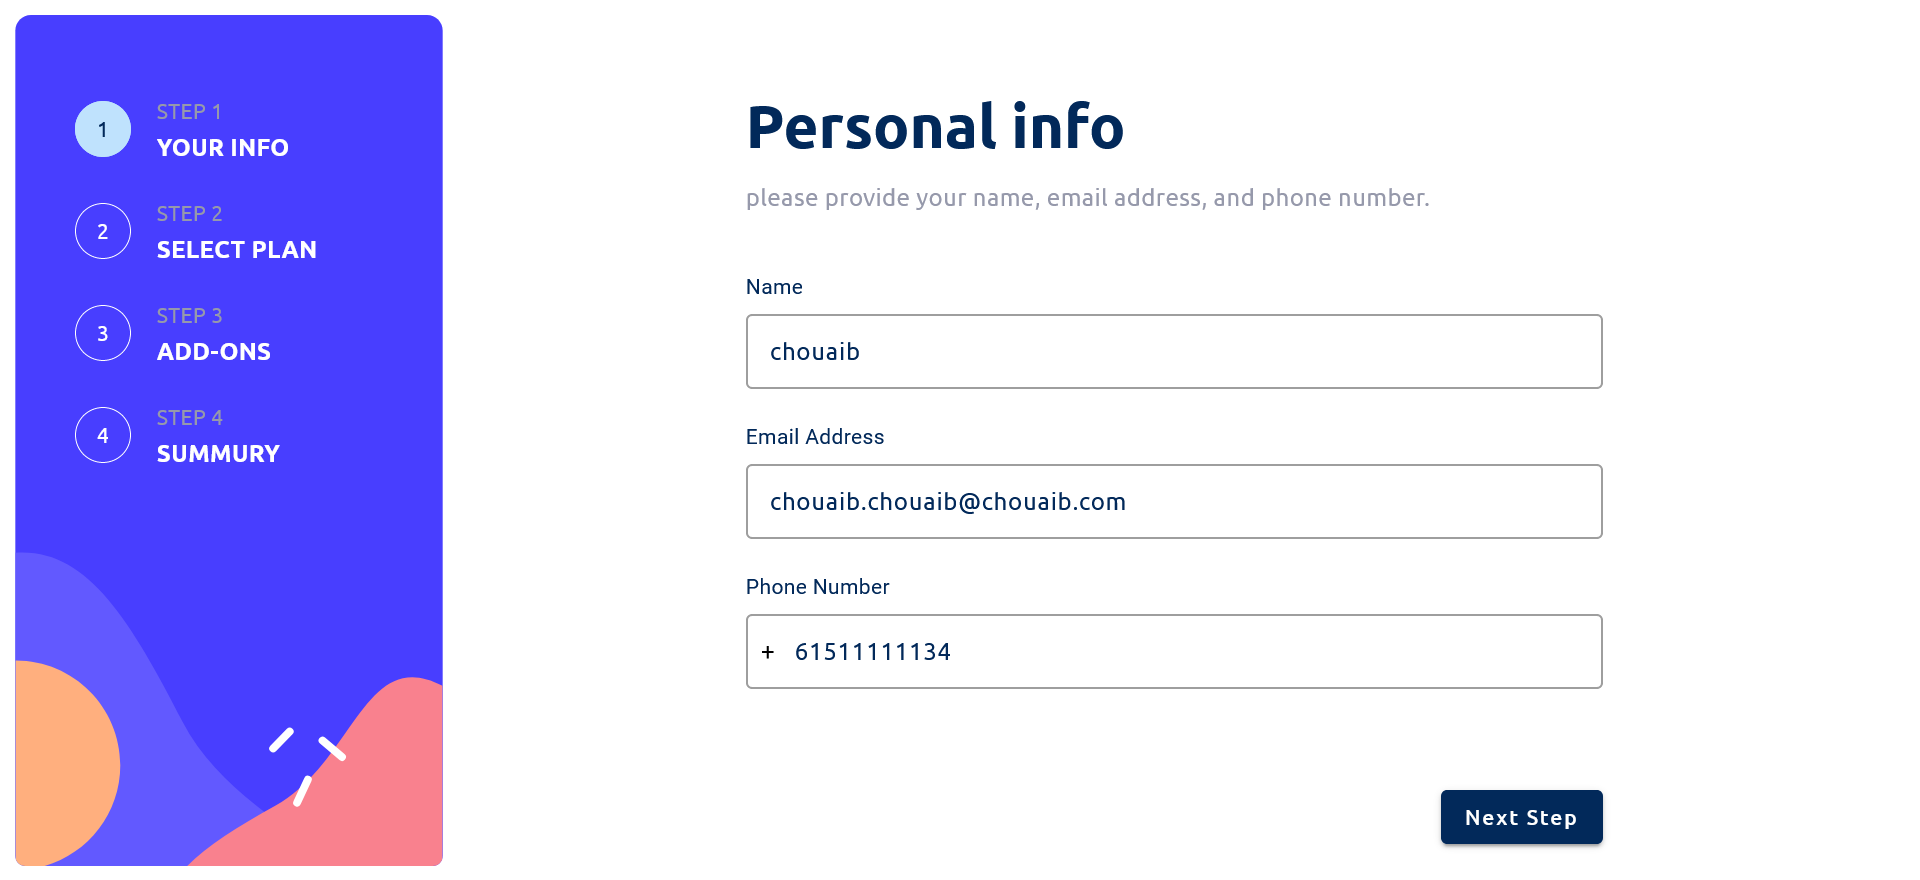 1
STEP 1
YOUR INFO
2
STEP 2
SELECT PLAN
3
STEP 3
ADD-ONS
4
STEP 4
SUMMURY
Personal info
please provide your name, email address, and phone number.
Name
chouaib
Email Address
chouaib.chouaib@chouaib.com
Phone Number
+ 61511111134
Next Step